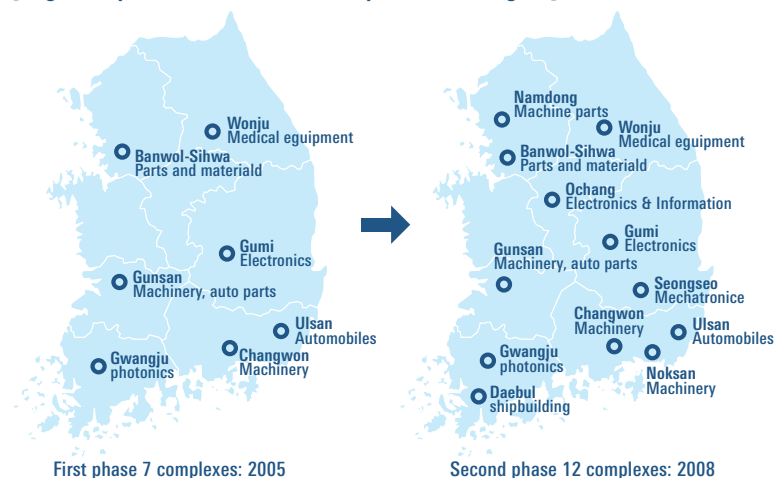 Wonju
Medical eguipment
Banwol-Sihwa
Parts and materiald
Gumi
Electronics
Gunsan
Machinery, auto parts
Ulsan
Automobiles
Changwon
Machinery
Gwangju
photonics
First phase 7 complexes: 2005
Namdong
Machine parts
Wonju
Medical eguipment
Banwol-Sihwa
Parts and materiald
Ochang
Electronics & Information
Gumi
Electronics
Gunsan
Machinery, auto parts
Seongseo
Mechatronice
Changwon
Machinery
Ulsan
Automobiles
Gwangju
photonics
Noksan
Machinery
Daebul
shipbuilding
Second phase 12 complexes: 2008